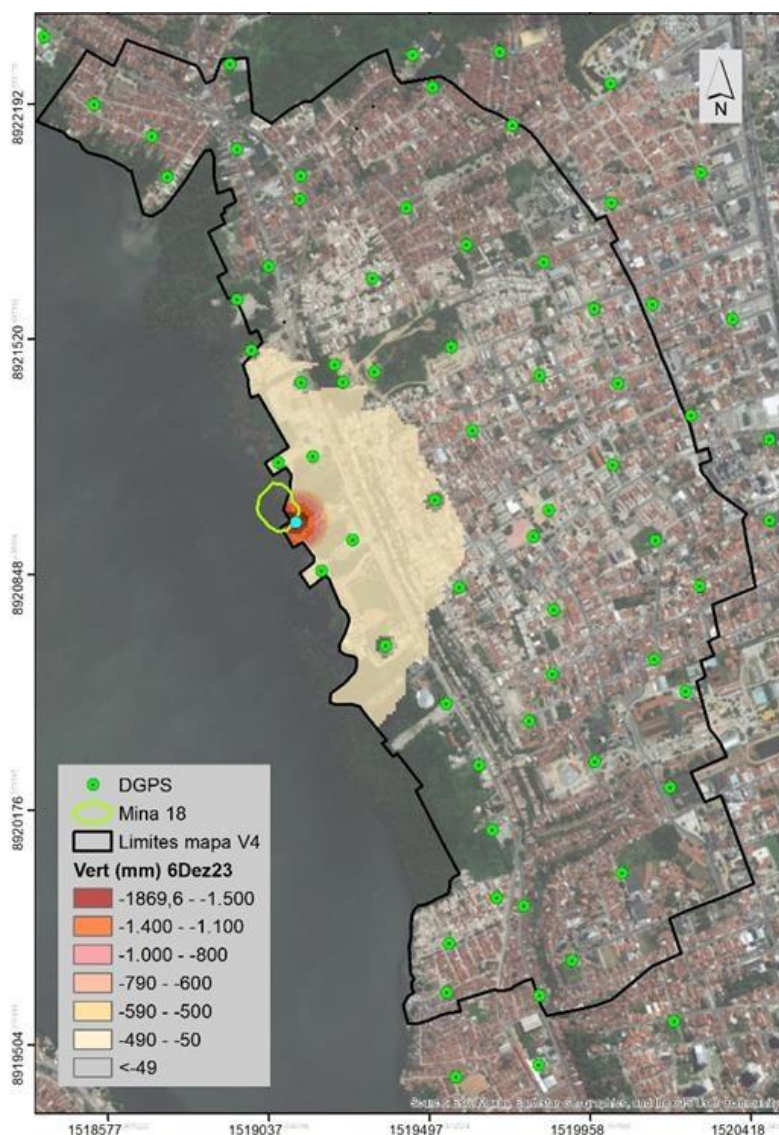 N
8922192
8921520
8920848
8920176
8919504
DGPS
Mina 18
Limites mapa V4
Vert (mm) 6Dez23
-1869,6 - -1.500
-1.400 - -1.100
-1.000 - -800
-790 - -600
-590 - -500
-490 - -50
<-49
1518577
1519037
1519497
1519958
1520418